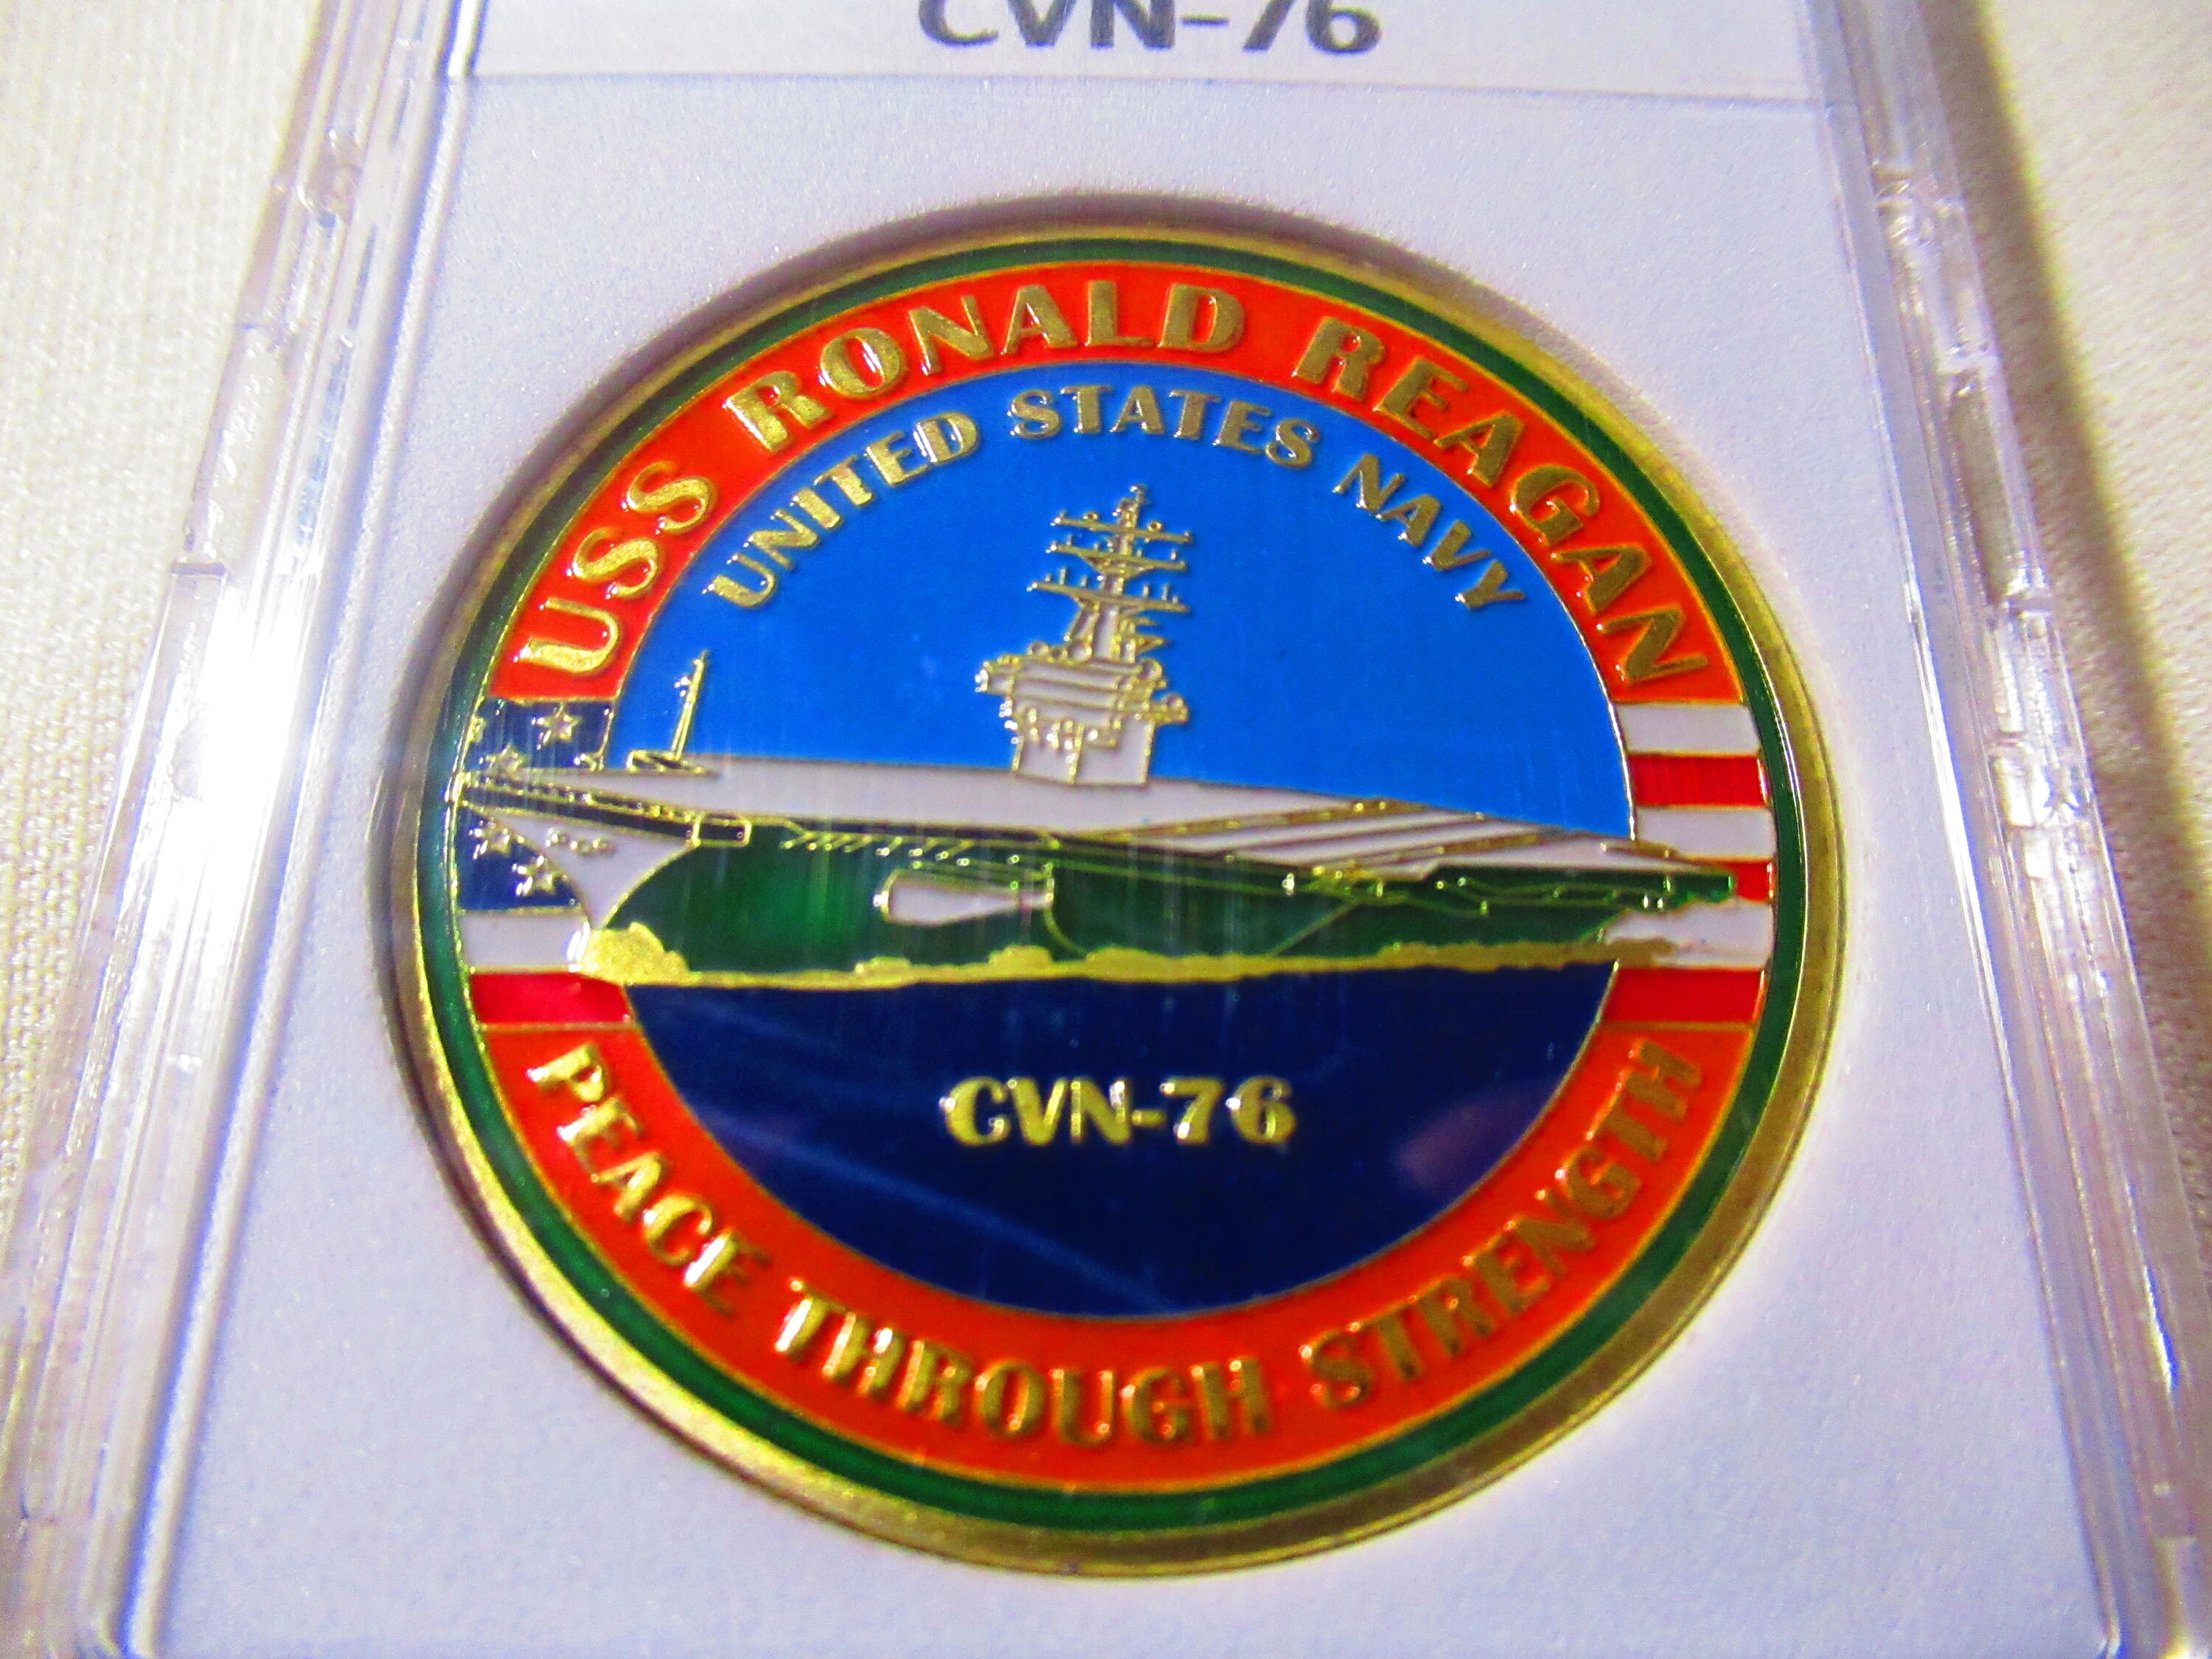 CVN-76
USS RONALD REAGAN
UNITED STATES NAVY
CVN-76
PEACE THROUGH STRENGTH